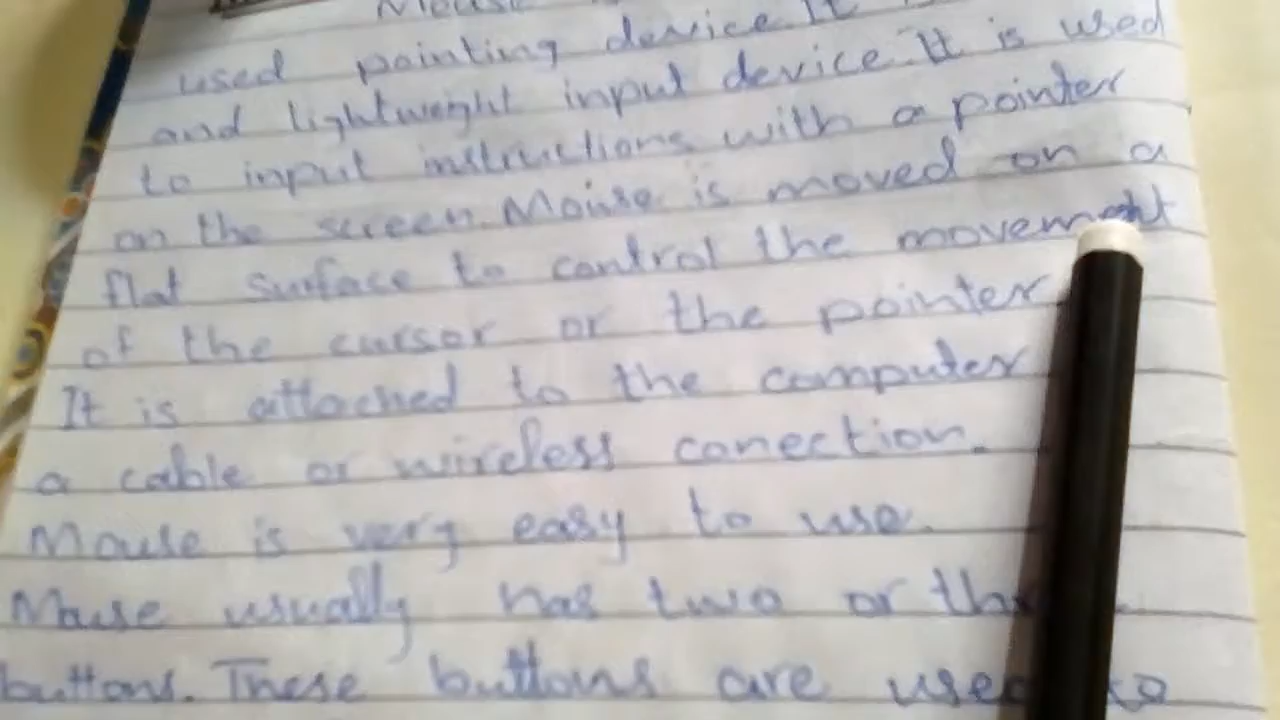 Mouse
used pointing device It
and lightweight input device. It is used
to input instructions with a pointer
on the screen. Mouse is moved on a
flat surface to control the movement
of the cursor or the pointer
It is attached to the computer
a cable or wireless conection.
Mouse is very easy to use.
Mouse usually has two or
buttons. These buttons are used to